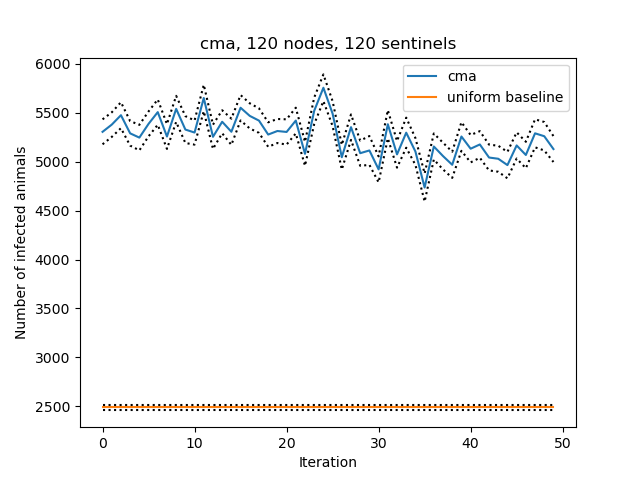 cma, 120 nodes, 120 sentinels
6000
5500
5000
4500
4000
3500
3000
2500
Number of infected animals
cma
uniform baseline
0
10
20
30
40
50
Iteration